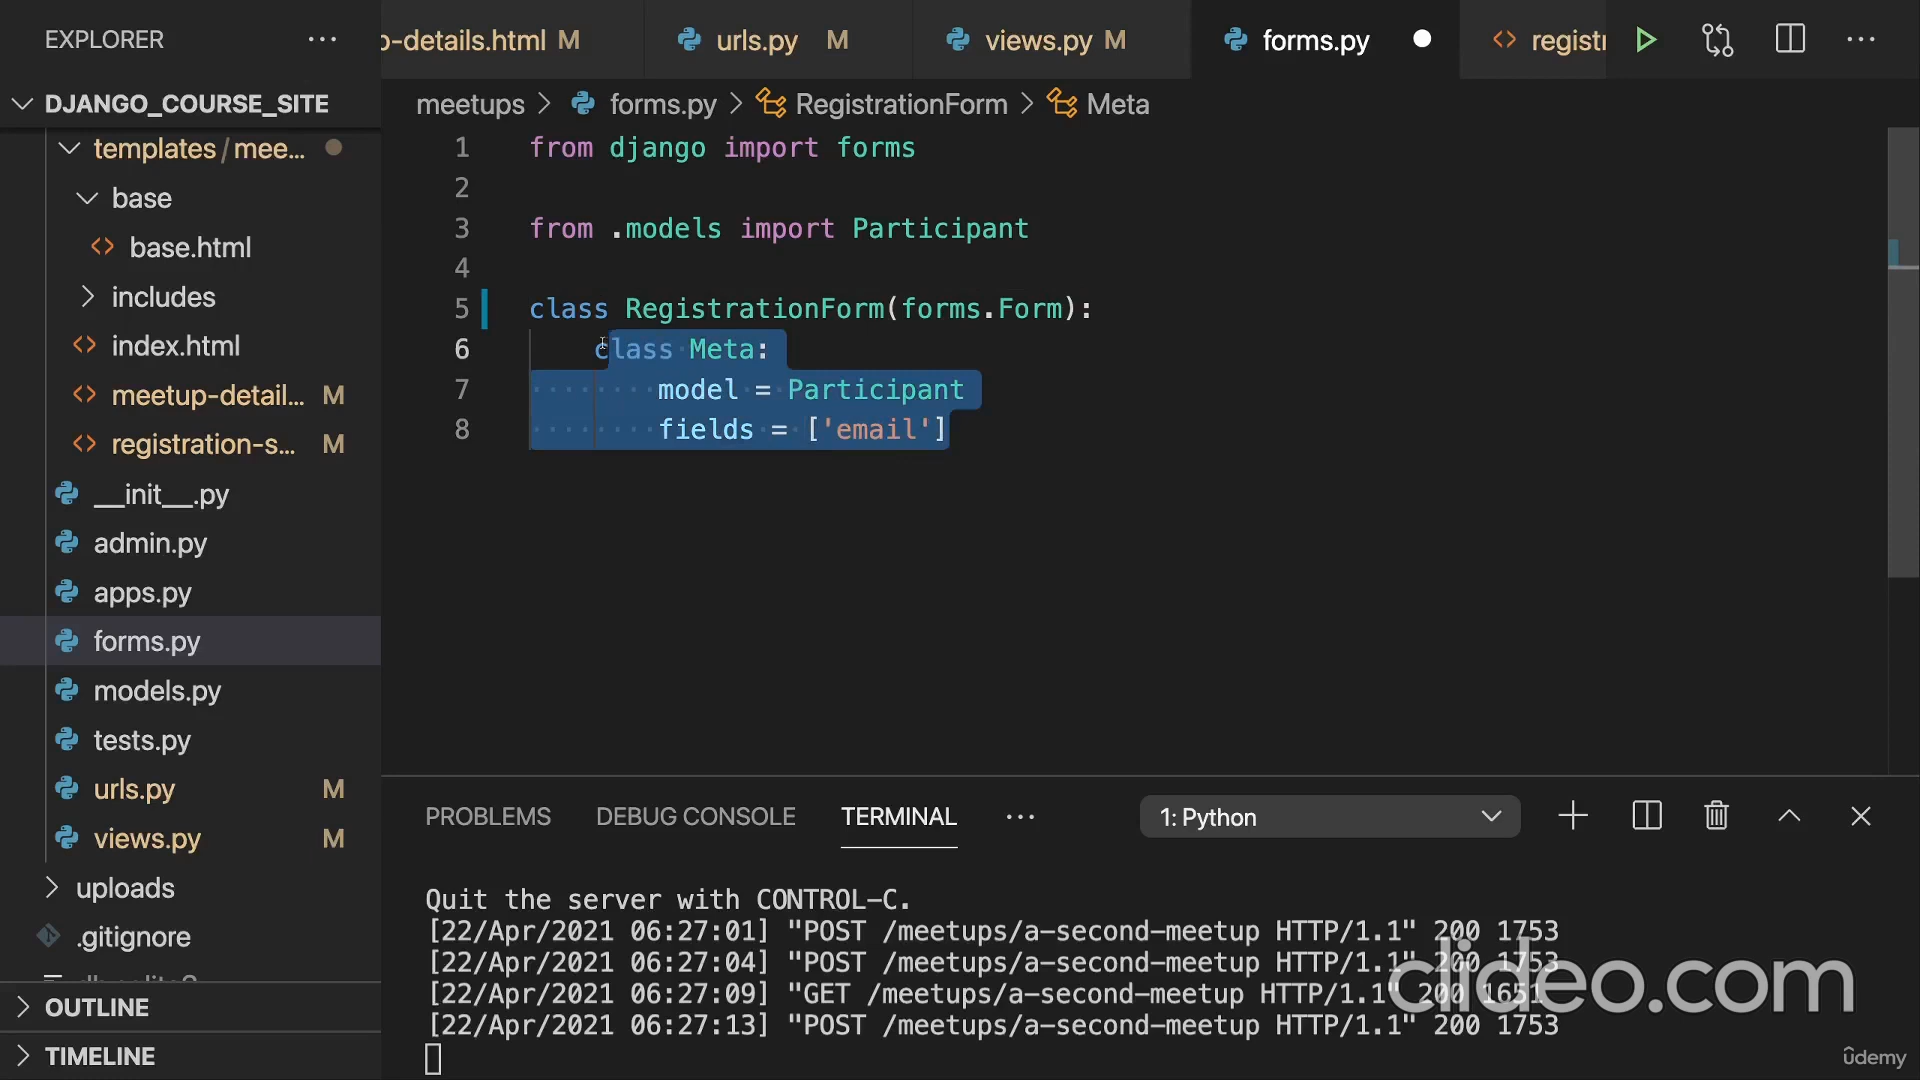 EXPLORER
p-details.html M
urls.py M
views.py M
forms.py
registr
DJANGO_COURSE_SITE
meetups > forms.py > RegistrationForm > Meta
templates/mee...
base
base.html
includes
index.html
meetup-detail... M
registration-s... M
__init__.py
admin.py
apps.py
forms.py
models.py
tests.py
urls.py M
views.py M
uploads
.gitignore
OUTLINE
TIMELINE
1 from django import forms
2
3 from .models import Participant
4
5 class RegistrationForm(forms.Form):
6 class Meta:
7 model = Participant
8 fields = ['email']
PROBLEMS DEBUG CONSOLE TERMINAL 1: Python
Quit the server with CONTROL-C.
[22/Apr/2021 06:27:01] "POST /meetups/a-second-meetup HTTP/1.1" 200 1753
[22/Apr/2021 06:27:04] "POST /meetups/a-second-meetup HTTP/1.1" 200 1753
[22/Apr/2021 06:27:09] "GET /meetups/a-second-meetup HTTP/1.1" 200 1651
[22/Apr/2021 06:27:13] "POST /meetups/a-second-meetup HTTP/1.1" 200 1753
clideo.com
ûdemy